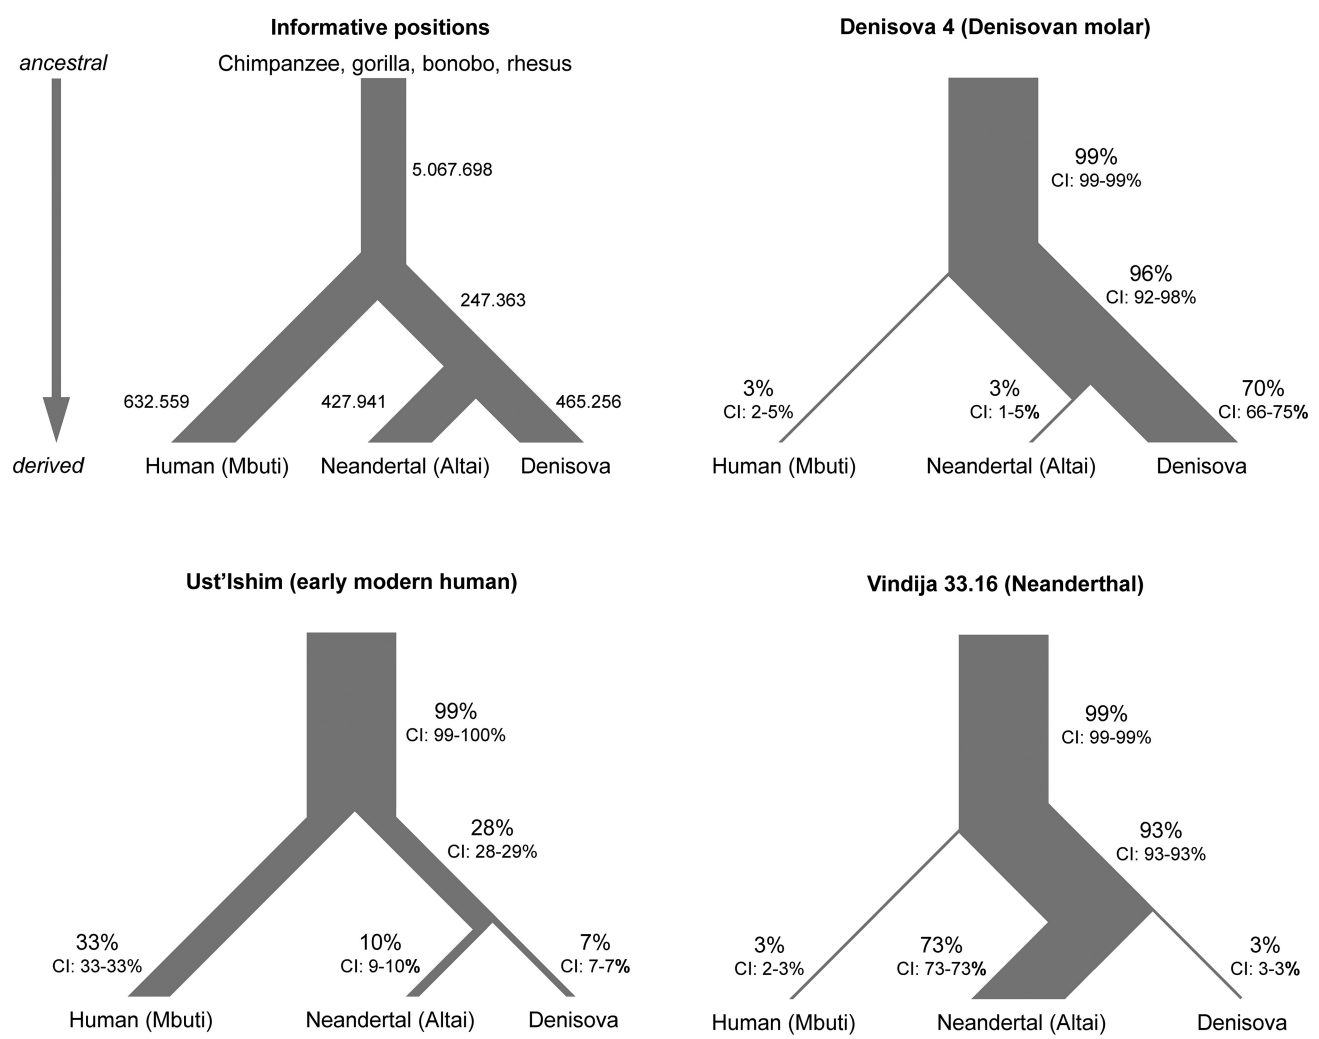 Informative positions
ancestral
Chimpanzee, gorilla, bonobo, rhesus
5.067.698
247.363
632.559
427.941
465.256
derived
Human (Mbuti)
Neandertal (Altai)
Denisova
Denisova 4 (Denisovan molar)
99%
CI: 99-99%
96%
CI: 92-98%
3%
CI: 2-5%
3%
CI: 1-5%
70%
CI: 66-75%
Human (Mbuti)
Neandertal (Altai)
Denisova
Ust'Ishim (early modern human)
99%
CI: 99-100%
28%
CI: 28-29%
33%
CI: 33-33%
10%
CI: 9-10%
7%
CI: 7-7%
Human (Mbuti)
Neandertal (Altai)
Denisova
Vindija 33.16 (Neanderthal)
99%
CI: 99-99%
93%
CI: 93-93%
3%
CI: 2-3%
73%
CI: 73-73%
3%
CI: 3-3%
Human (Mbuti)
Neandertal (Altai)
Denisova